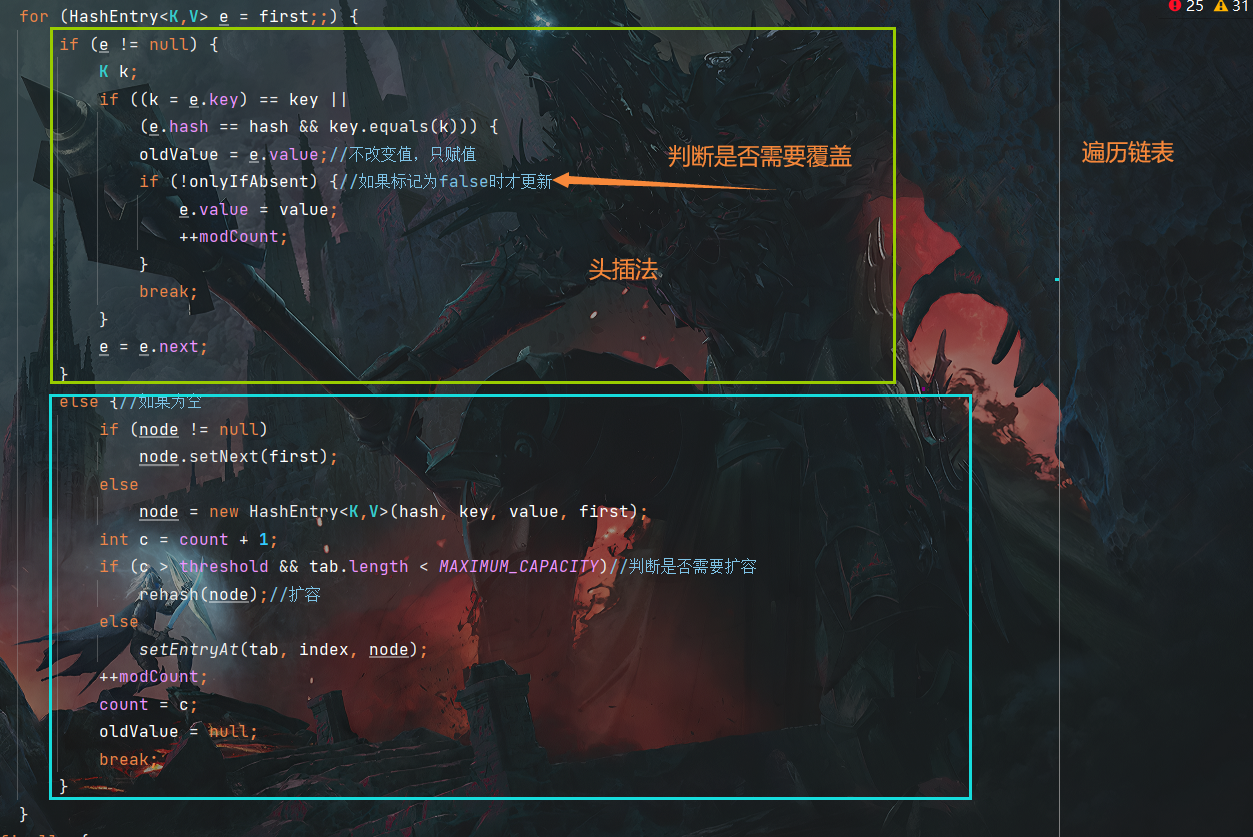 25 31
for (HashEntry<K,V> e = first;;) {
if (e != null) {
K k;
if ((k = e.key) == key ||
(e.hash == hash && key.equals(k))) {
oldValue = e.value;//不改变值，只赋值
判断是否需要覆盖
遍历链表
if (!onlyIfAbsent) {//如果标记为false时才更新
e.value = value;
++modCount;
}
头插法
break;
}
e = e.next;
}
else {//如果为空
if (node != null)
node.setNext(first);
else
node = new HashEntry<K,V>(hash, key, value, first);
int c = count + 1;
if (c > threshold && tab.length < MAXIMUM_CAPACITY)//判断是否需要扩容
rehash(node);//扩容
else
setEntryAt(tab, index, node);
++modCount;
count = c;
oldValue = null;
break;
}
}